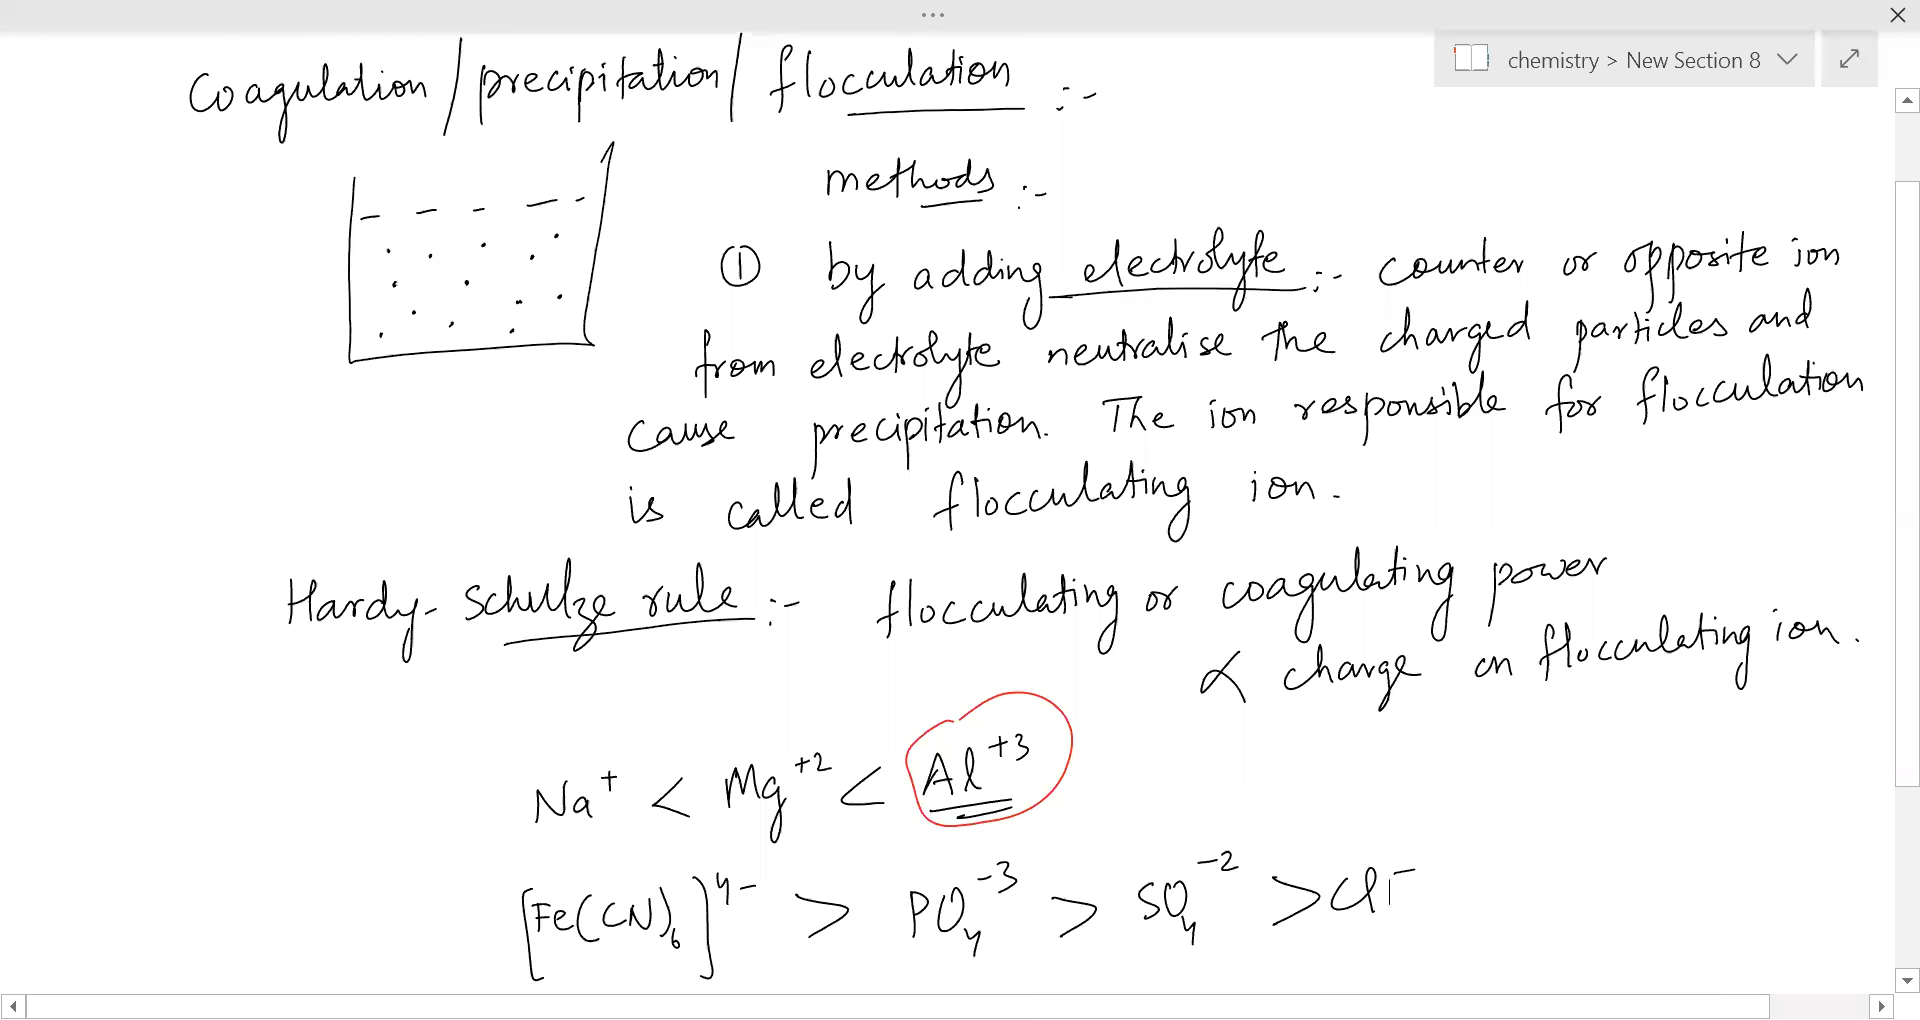 ...
chemistry > New Section 8
Coagulation/precipitation/flocculation :-
methods :-
① by adding electrolyte :- counter or opposite ion
from electrolyte neutralise the charged particles and
cause precipitation. The ion responsible for flocculation
is called flocculating ion.
Hardy-Schulze rule :- flocculating or coagulating power
∝ charge on flocculating ion.
Na⁺ < Mg⁺² < Al⁺³
[Fe(CN)₆]⁴⁻ > PO₄⁻³ > SO₄⁻² > Cl⁻